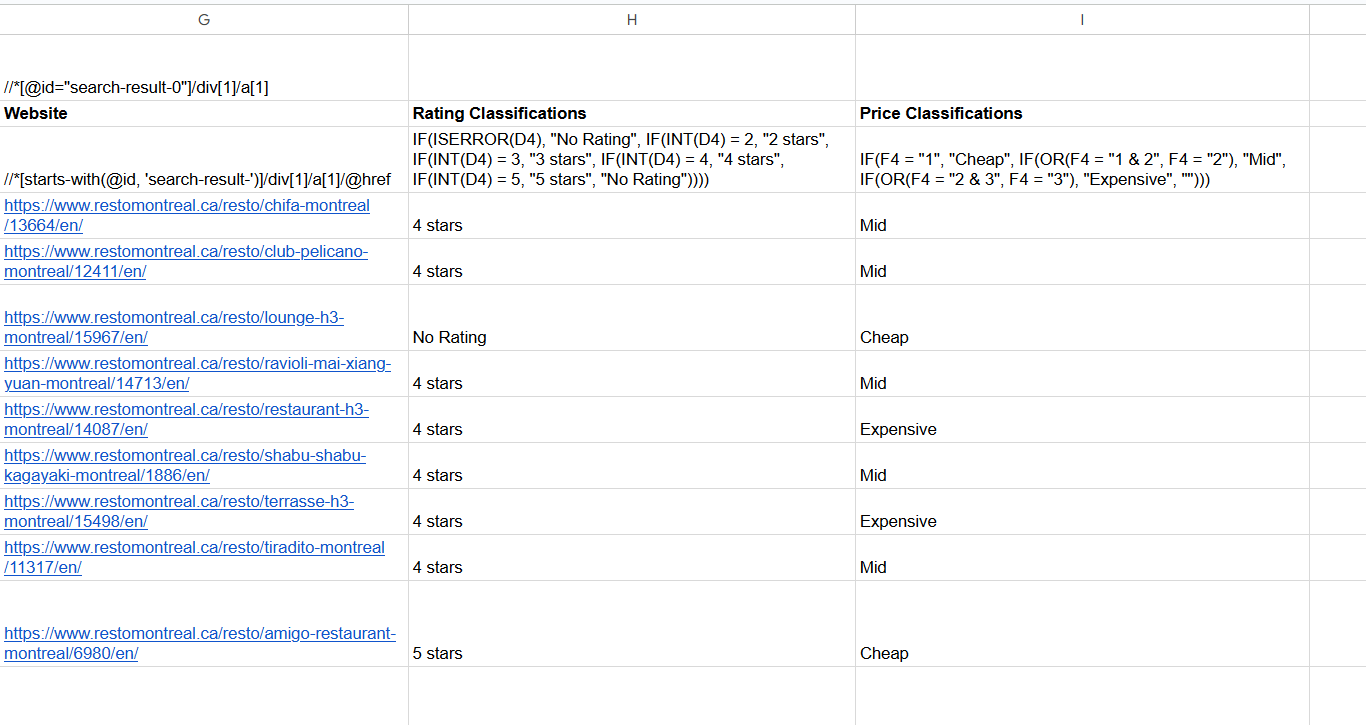 G H I
//*[@id="search-result-0"]/div[1]/a[1]
Website Rating Classifications Price Classifications
//*[starts-with(@id, 'search-result-')]/div[1]/a[1]/@href
IF(ISERROR(D4), "No Rating", IF(INT(D4) = 2, "2 stars",
IF(INT(D4) = 3, "3 stars", IF(INT(D4) = 4, "4 stars",
IF(INT(D4) = 5, "5 stars", "No Rating"))))
IF(F4 = "1", "Cheap", IF(OR(F4 = "1 & 2", F4 = "2"), "Mid",
IF(OR(F4 = "2 & 3", F4 = "3"), "Expensive", "")))
https://www.restomontreal.ca/resto/chifa-montreal
/13664/en/ 4 stars Mid
https://www.restomontreal.ca/resto/club-pelicano-
montreal/12411/en/ 4 stars Mid
https://www.restomontreal.ca/resto/lounge-h3-
montreal/15967/en/ No Rating Cheap
https://www.restomontreal.ca/resto/ravioli-mai-xiang-
yuan-montreal/14713/en/ 4 stars Mid
https://www.restomontreal.ca/resto/restaurant-h3-
montreal/14087/en/ 4 stars Expensive
https://www.restomontreal.ca/resto/shabu-shabu-
kagayaki-montreal/1886/en/ 4 stars Mid
https://www.restomontreal.ca/resto/terrasse-h3-
montreal/15498/en/ 4 stars Expensive
https://www.restomontreal.ca/resto/tiradito-montreal
/11317/en/ 4 stars Mid
https://www.restomontreal.ca/resto/amigo-restaurant-
montreal/6980/en/ 5 stars Cheap